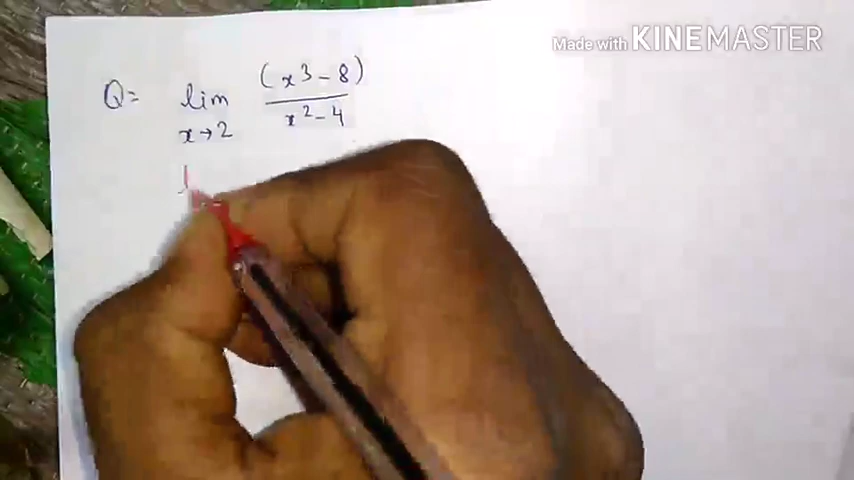 Made with KINEMASTER
Q= lim (x3-8)
x→2 x²-4
l